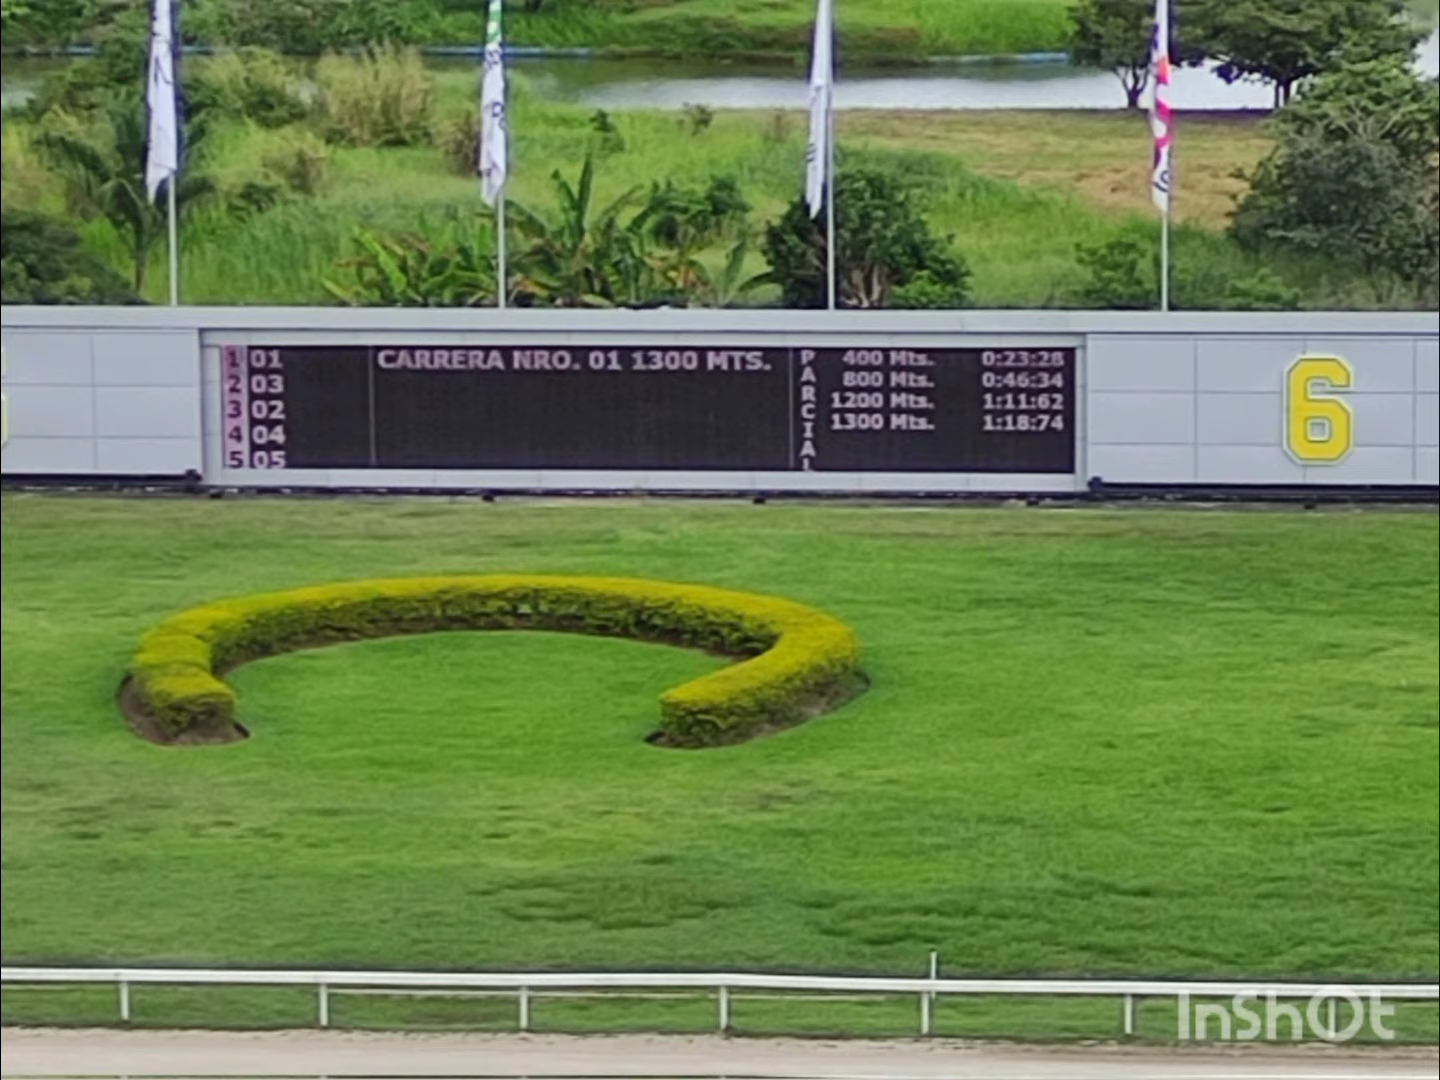 1 01
2 03
3 02
4 04
5 05
CARRERA NRO. 01 1300 MTS.
PARCIAL
400 Mts. 0:23:28
800 Mts. 0:46:34
1200 Mts. 1:11:62
1300 Mts. 1:18:74
6
InShOt